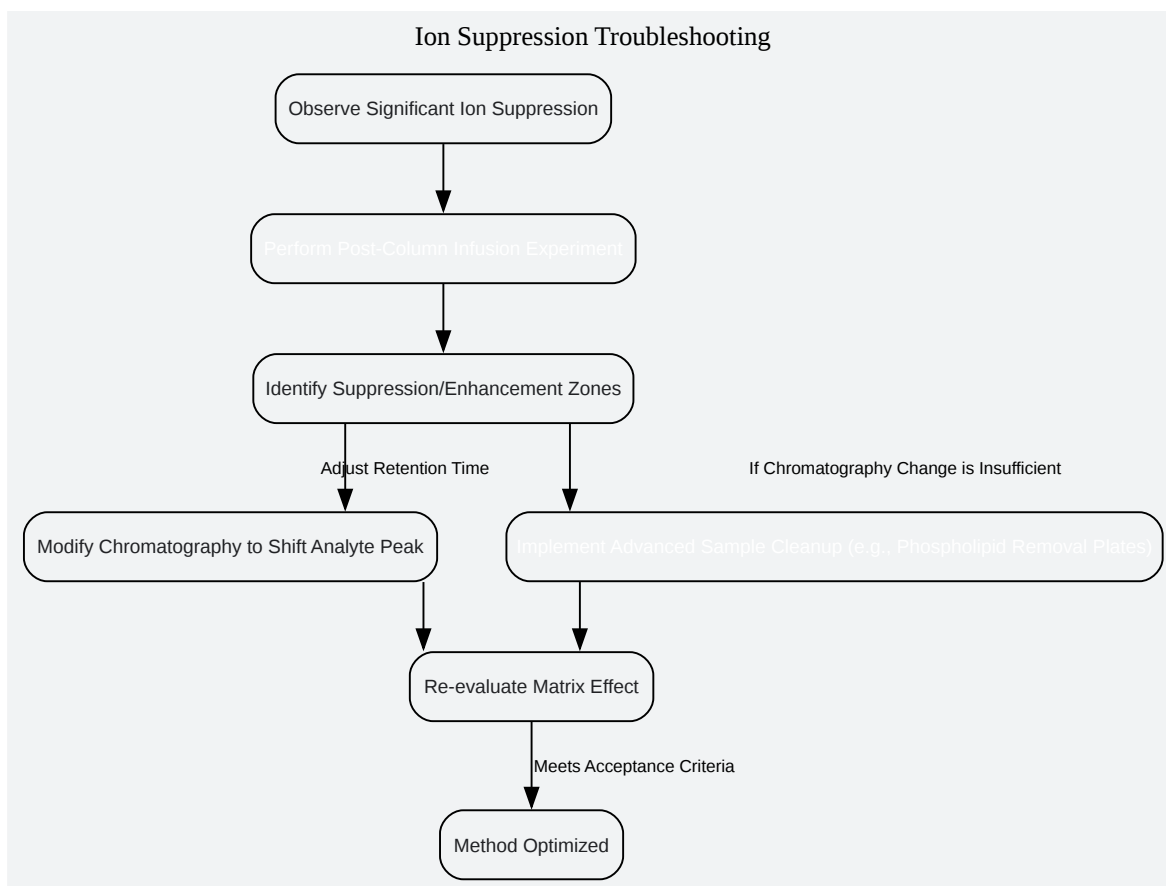 Ion Suppression Troubleshooting
Observe Significant Ion Suppression
Perform Post-Column Infusion Experiment
Identify Suppression/Enhancement Zones
Adjust Retention Time
If Chromatography Change is Insufficient
Modify Chromatography to Shift Analyte Peak
Implement Advanced Sample Cleanup (e.g., Phospholipid Removal Plates)
Re-evaluate Matrix Effect
Meets Acceptance Criteria
Method Optimized